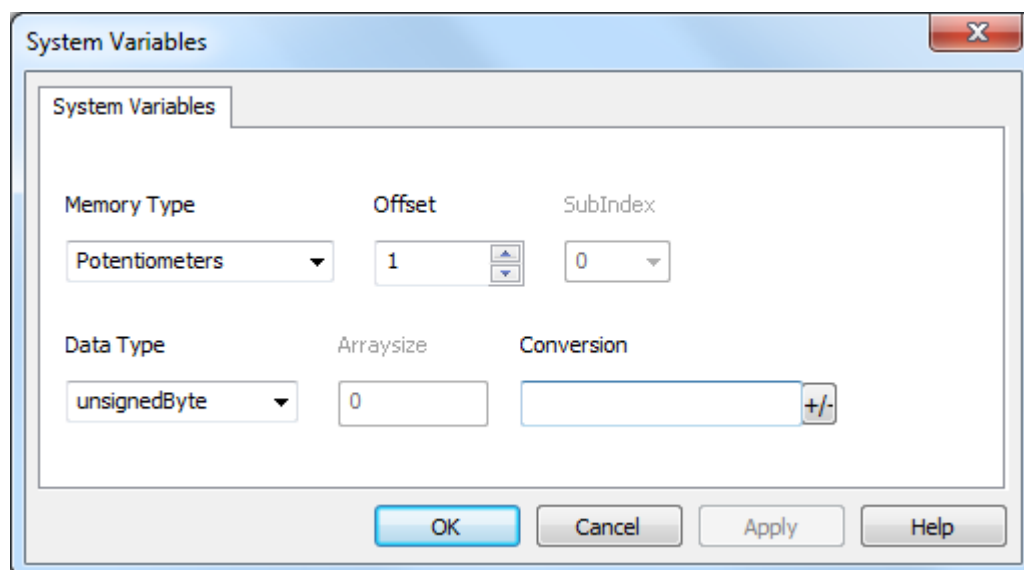 System Variables
System Variables
Memory Type Offset SubIndex
Potentiometers 1 0
Data Type Arraysize Conversion
unsignedByte 0 +/-
OK Cancel Apply Help